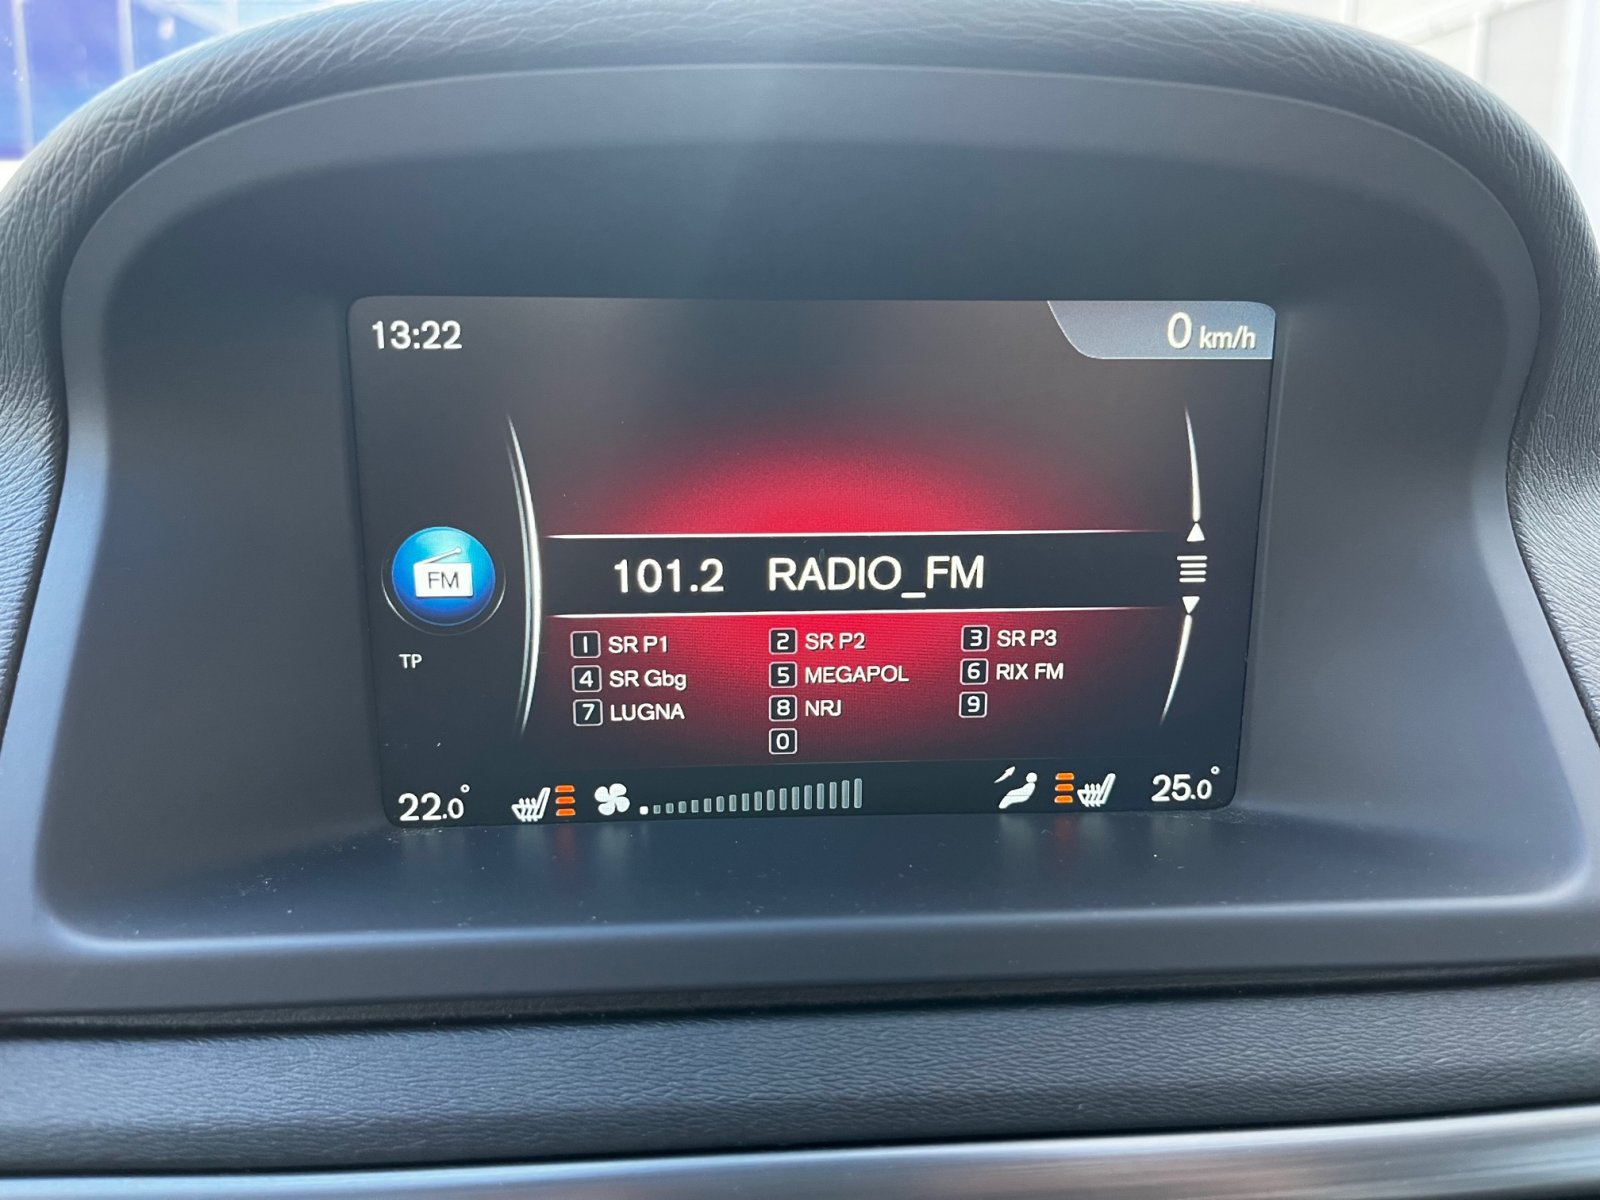 13:22 0 km/h
FM 101.2 RADIO_FM
TP
1 SR P1 2 SR P2 3 SR P3
4 SR Gbg 5 MEGAPOL 6 RIX FM
7 LUGNA 8 NRJ 9
0
22.0° 25.0°